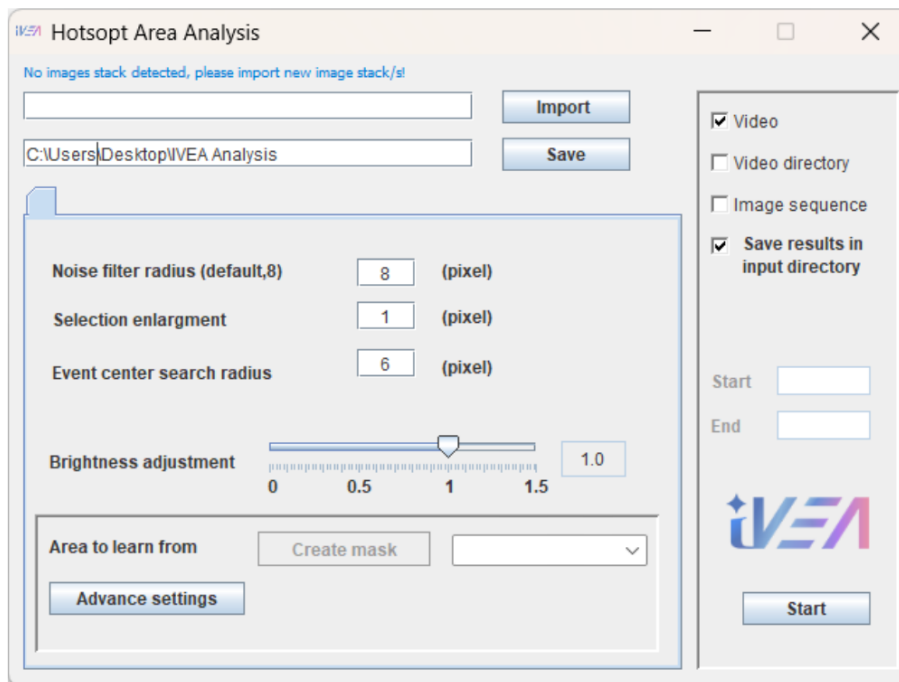 iVEA Hotsopt Area Analysis
No images stack detected, please import new image stack/s!
Import
C:\Users\Desktop\IVEA Analysis
Save
Noise filter radius (default,8) 8 (pixel)
Selection enlargment 1 (pixel)
Event center search radius 6 (pixel)
Brightness adjustment 1.0
0 0.5 1 1.5
Area to learn from Create mask
Advance settings
Video
Video directory
Image sequence
Save results in
input directory
Start
End
iVEA
Start